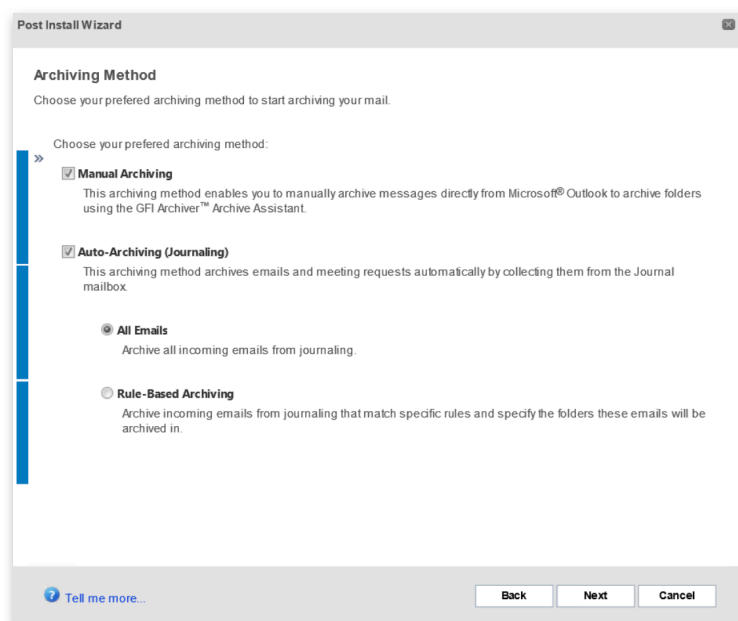 Post Install Wizard
Archiving Method
Choose your prefered archiving method to start archiving your mail.
Choose your prefered archiving method:
»
Manual Archiving
This archiving method enables you to manually archive messages directly from Microsoft® Outlook to archive folders
using the GFI Archiver™ Archive Assistant.
Auto-Archiving (Journaling)
This archiving method archives emails and meeting requests automatically by collecting them from the Journal
mailbox.
All Emails
Archive all incoming emails from journaling.
Rule-Based Archiving
Archive incoming emails from journaling that match specific rules and specify the folders these emails will be
archived in.
Tell me more...
Back Next Cancel